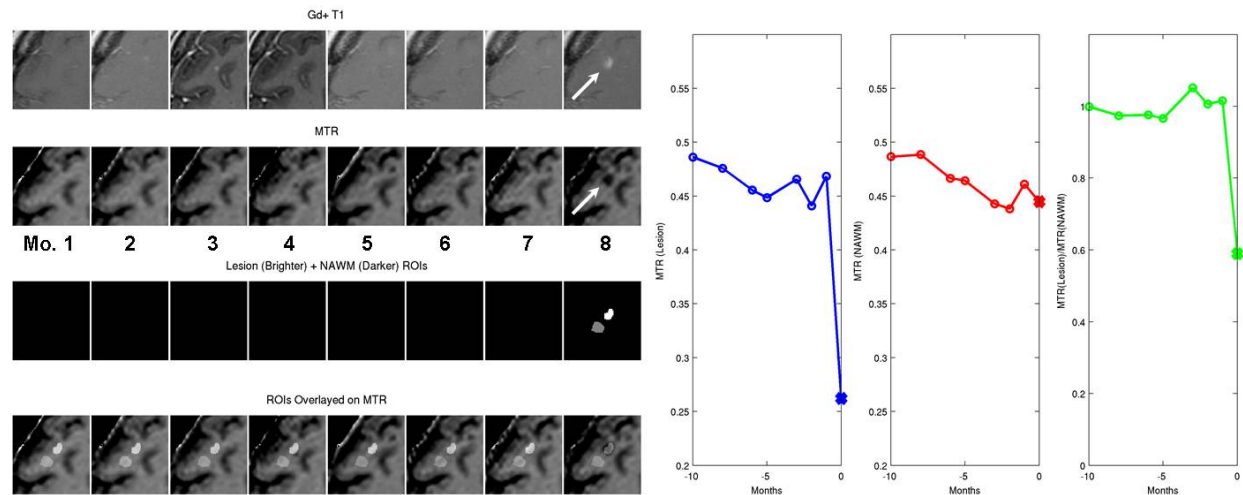 Gd+ T1
MTR
Mo. 1 2 3 4 5 6 7 8
Lesion (Brighter) + NAWM (Darker) ROIs
ROIs Overlayed on MTR
MTR (Lesion)
0.55
0.5
0.45
0.4
0.35
0.3
0.25
0.2
-10 -5 0
Months
MTR (NAWM)
0.55
0.5
0.45
0.4
0.35
0.3
0.25
0.2
-10 -5 0
Months
MTR(Lesion)/MTR(NAWM)
1
0.8
0.6
0.4
0.2
0
-10 -5 0
Months